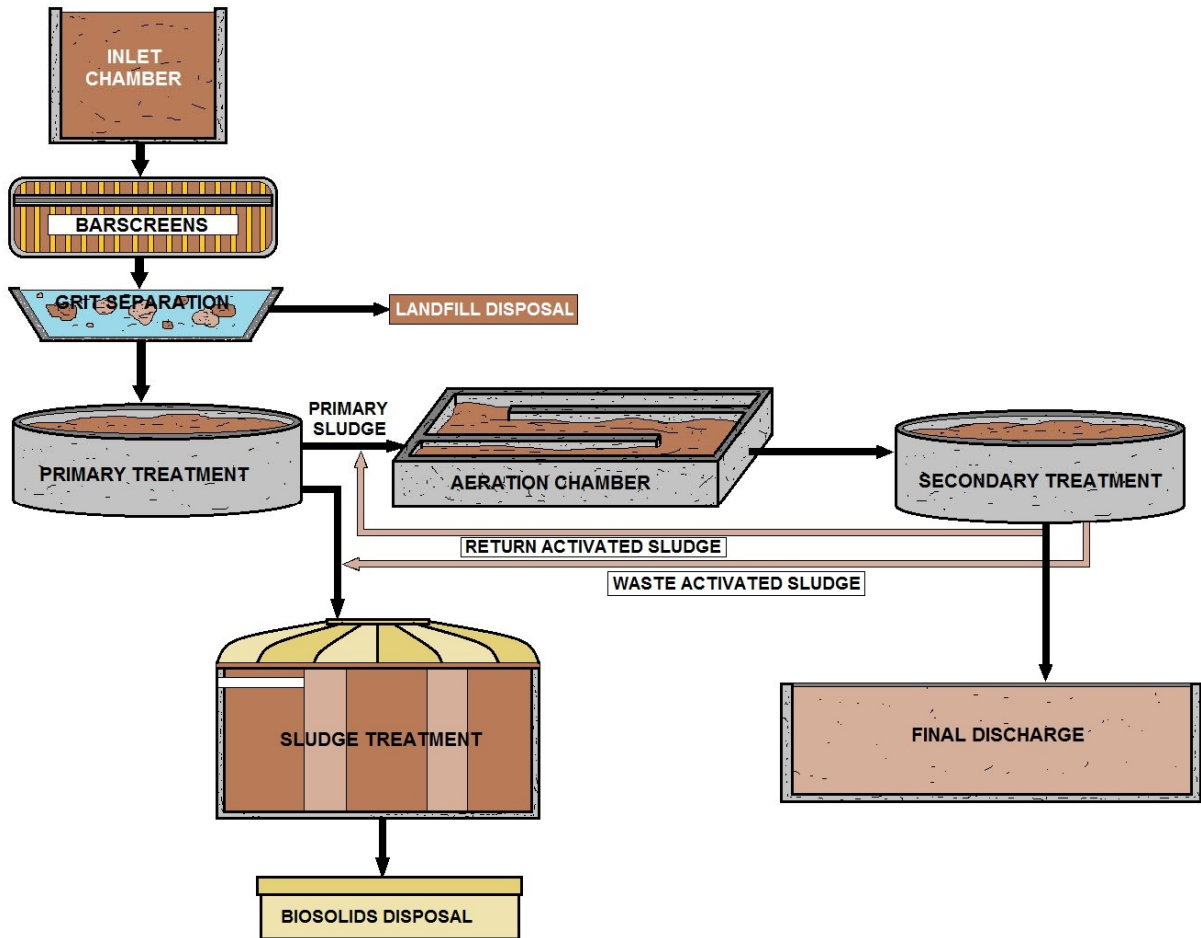 INLET
CHAMBER
BARSCREENS
GRIT SEPARATION
LANDFILL DISPOSAL
PRIMARY
SLUDGE
PRIMARY TREATMENT
AERATION CHAMBER
SECONDARY TREATMENT
RETURN ACTIVATED SLUDGE
WASTE ACTIVATED SLUDGE
SLUDGE TREATMENT
FINAL DISCHARGE
BIOSOLIDS DISPOSAL